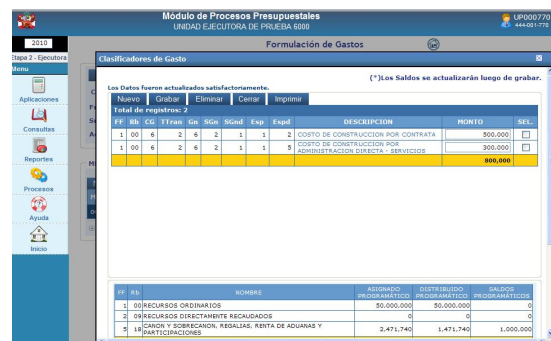 Módulo de Procesos Presupuestales
UNIDAD EJECUTORA DE PRUEBA 6000
UP000770
444-001-770
2010
Formulación de Gastos
Etapa 2 - Ejecutora
Clasificadores de Gasto
Menu
(*)Los Saldos se actualizarán luego de grabar.
Los Datos fueron actualizados satisfactoriamente.
Nuevo Grabar Eliminar Cerrar Imprimir
Total de registros: 2
FF Rb CG TTran Gn SGn SGnd Esp Espd DESCRIPCION MONTO SEL.
1 00 6 2 6 2 1 1 2 COSTO DE CONSTRUCCION POR CONTRATA 500,000
1 00 6 2 6 2 1 1 5 COSTO DE CONSTRUCCION POR ADMINISTRACION DIRECTA - SERVICIOS 300,000
800,000
Aplicaciones
Consultas
Reportes
Procesos
Ayuda
Inicio
FF Rb NOMBRE ASIGNADO PROGRAMÁTICO DISTRIBUIDO PROGRAMÁTICO SALDOS PROGRAMÁTICOS
1 00 RECURSOS ORDINARIOS 50,000,000 50,000,000 0
2 09 RECURSOS DIRECTAMENTE RECAUDADOS 0 0 0
5 18 CANON Y SOBRECANON, REGALIAS, RENTA DE ADUANAS Y PARTICIPACIONES 2,471,740 1,471,740 1,000,000